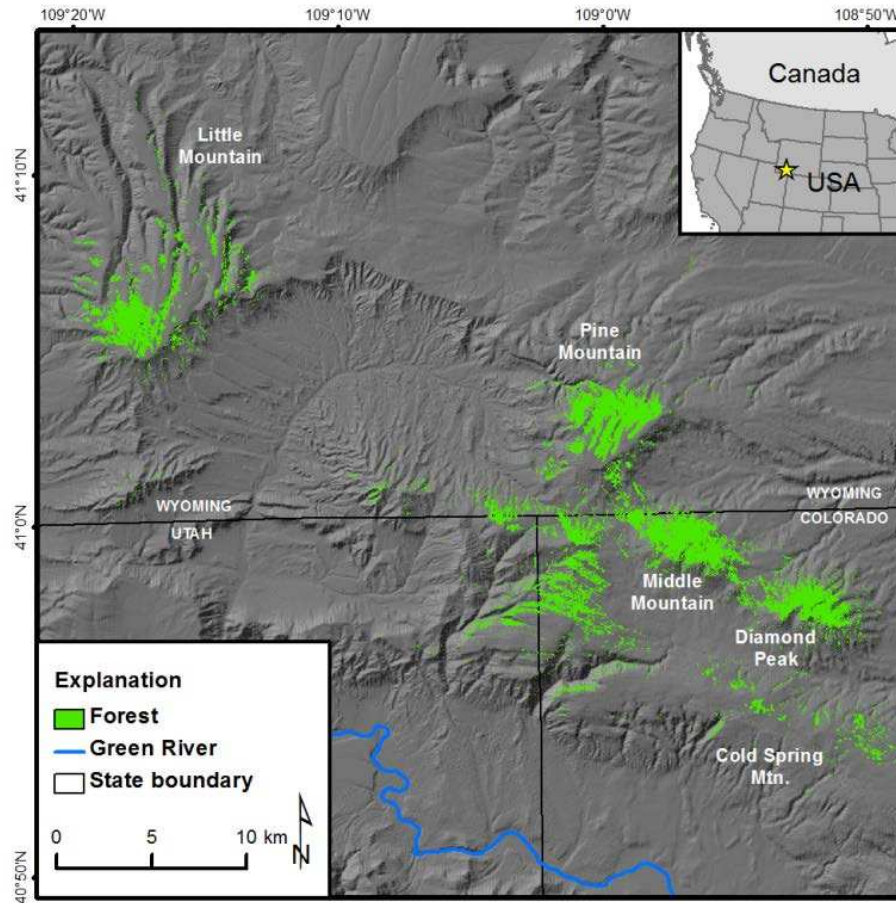 109°20'W
109°10'W
109°0'W
108°50'W
Canada
USA
Little
Mountain
41°10'N
Pine
Mountain
WYOMING
UTAH
WYOMING
COLORADO
41°0'N
Middle
Mountain
Diamond
Peak
Cold Spring
Mtn.
Explanation
Forest
Green River
State boundary
0 5 10 km
N
40°50'N